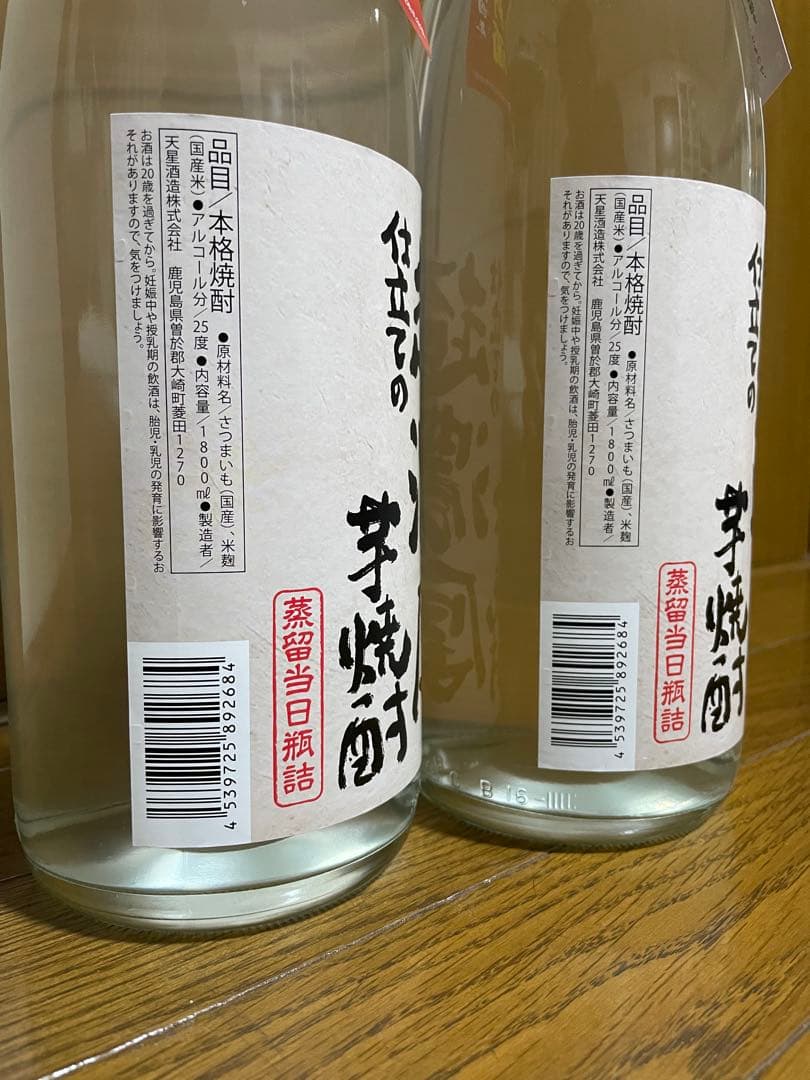 品目/本格焼酎
●原材料名/さつまいも(国産)、米麹
(国産米)●アルコール分/25度●内容量/1800㎖●製造者/
天星酒造株式会社 鹿児島県曽於郡大崎町菱田1270
お酒は20歳を過ぎてから。妊娠中や授乳期の飲酒は、胎児・乳児の発育に影響するお
それがありますので、気をつけましょう。
仕立ての
芋焼酎
蒸留当日瓶詰
4 539725 892684
品目/本格焼酎
●原材料名/さつまいも(国産)、米麹
(国産米)●アルコール分/25度●内容量/1800㎖●製造者/
天星酒造株式会社 鹿児島県曽於郡大崎町菱田1270
お酒は20歳を過ぎてから。妊娠中や授乳期の飲酒は、胎児・乳児の発育に影響するお
それがありますので、気をつけましょう。
仕立ての
芋焼酎
蒸留当日瓶詰
4 539725 892684
B 16